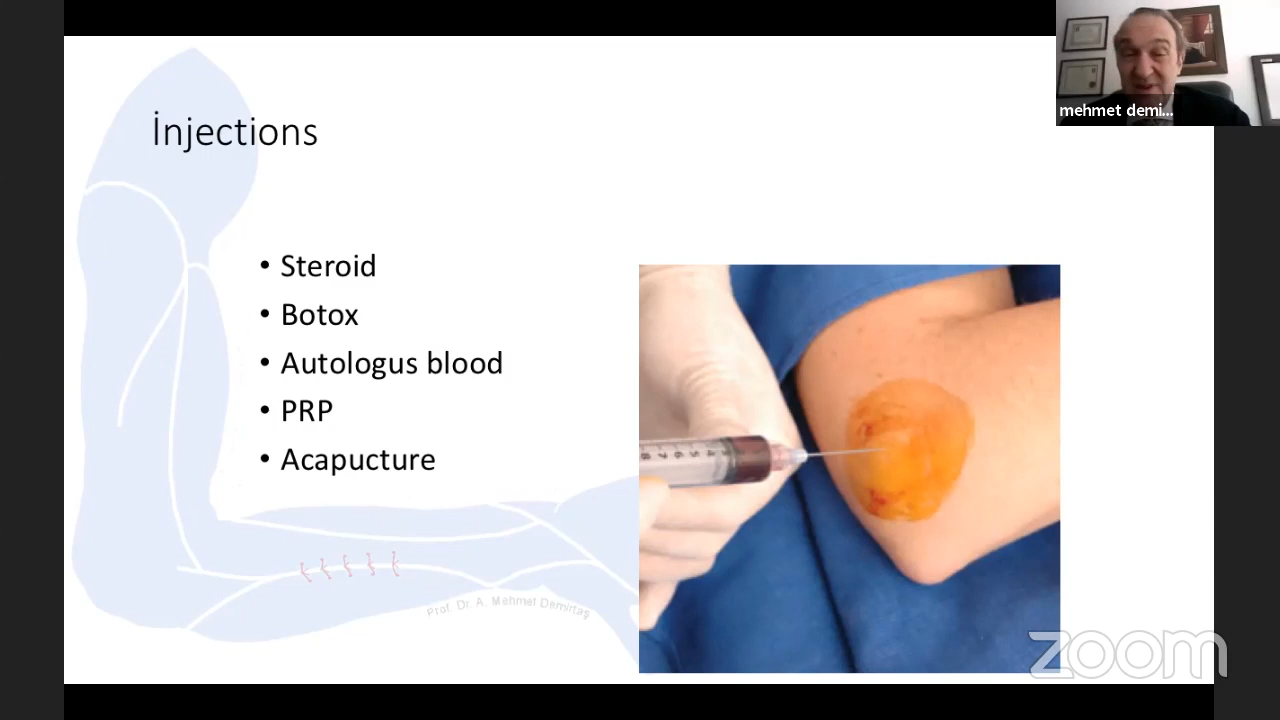 mehmet demi...
İnjections
• Steroid
• Botox
• Autologus blood
• PRP
• Acapucture
Prof. Dr. A. Mehmet Demirtaş
zoom